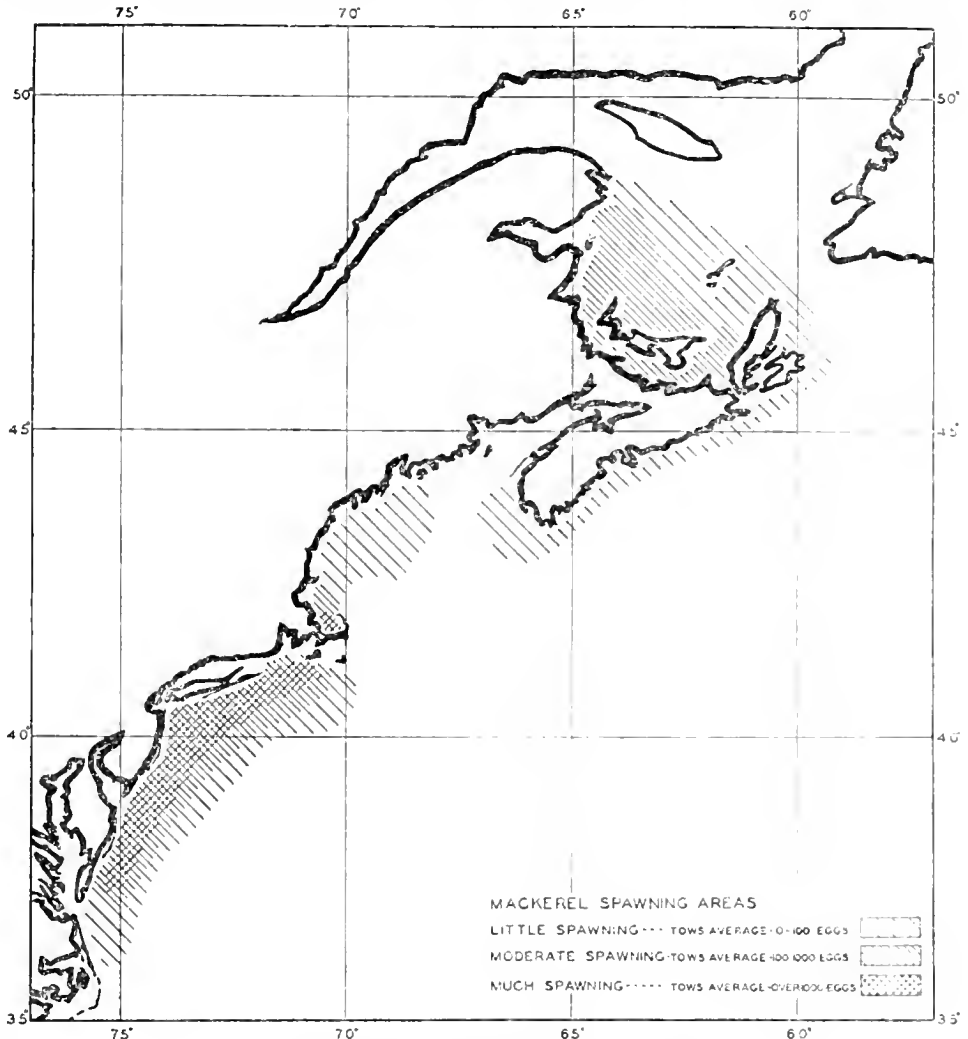 75° 70° 65° 60°
50° 50°
45° 45°
40° 40°
MACKEREL SPAWNING AREAS
LITTLE SPAWNING --- TOWS AVERAGE-0-100 EGGS
MODERATE SPAWNING-TOWS AVERAGE-100-1000 EGGS
MUCH SPAWNING ----- TOWS AVERAGE-OVER 1000 EGGS
35° 35°
75° 70° 65° 60°